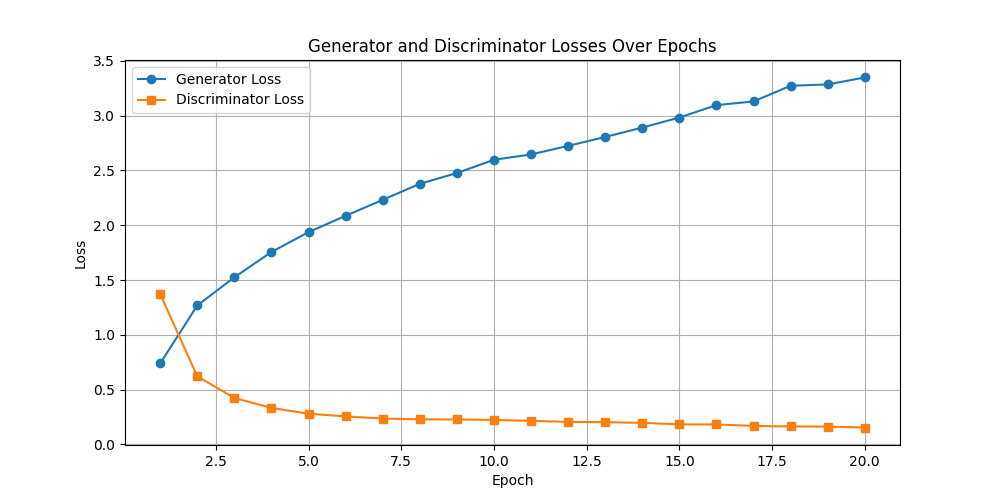 Generator and Discriminator Losses Over Epochs
Generator Loss
Discriminator Loss
3.5
3.0
2.5
2.0
1.5
1.0
0.5
0.0
Loss
2.5 5.0 7.5 10.0 12.5 15.0 17.5 20.0
Epoch